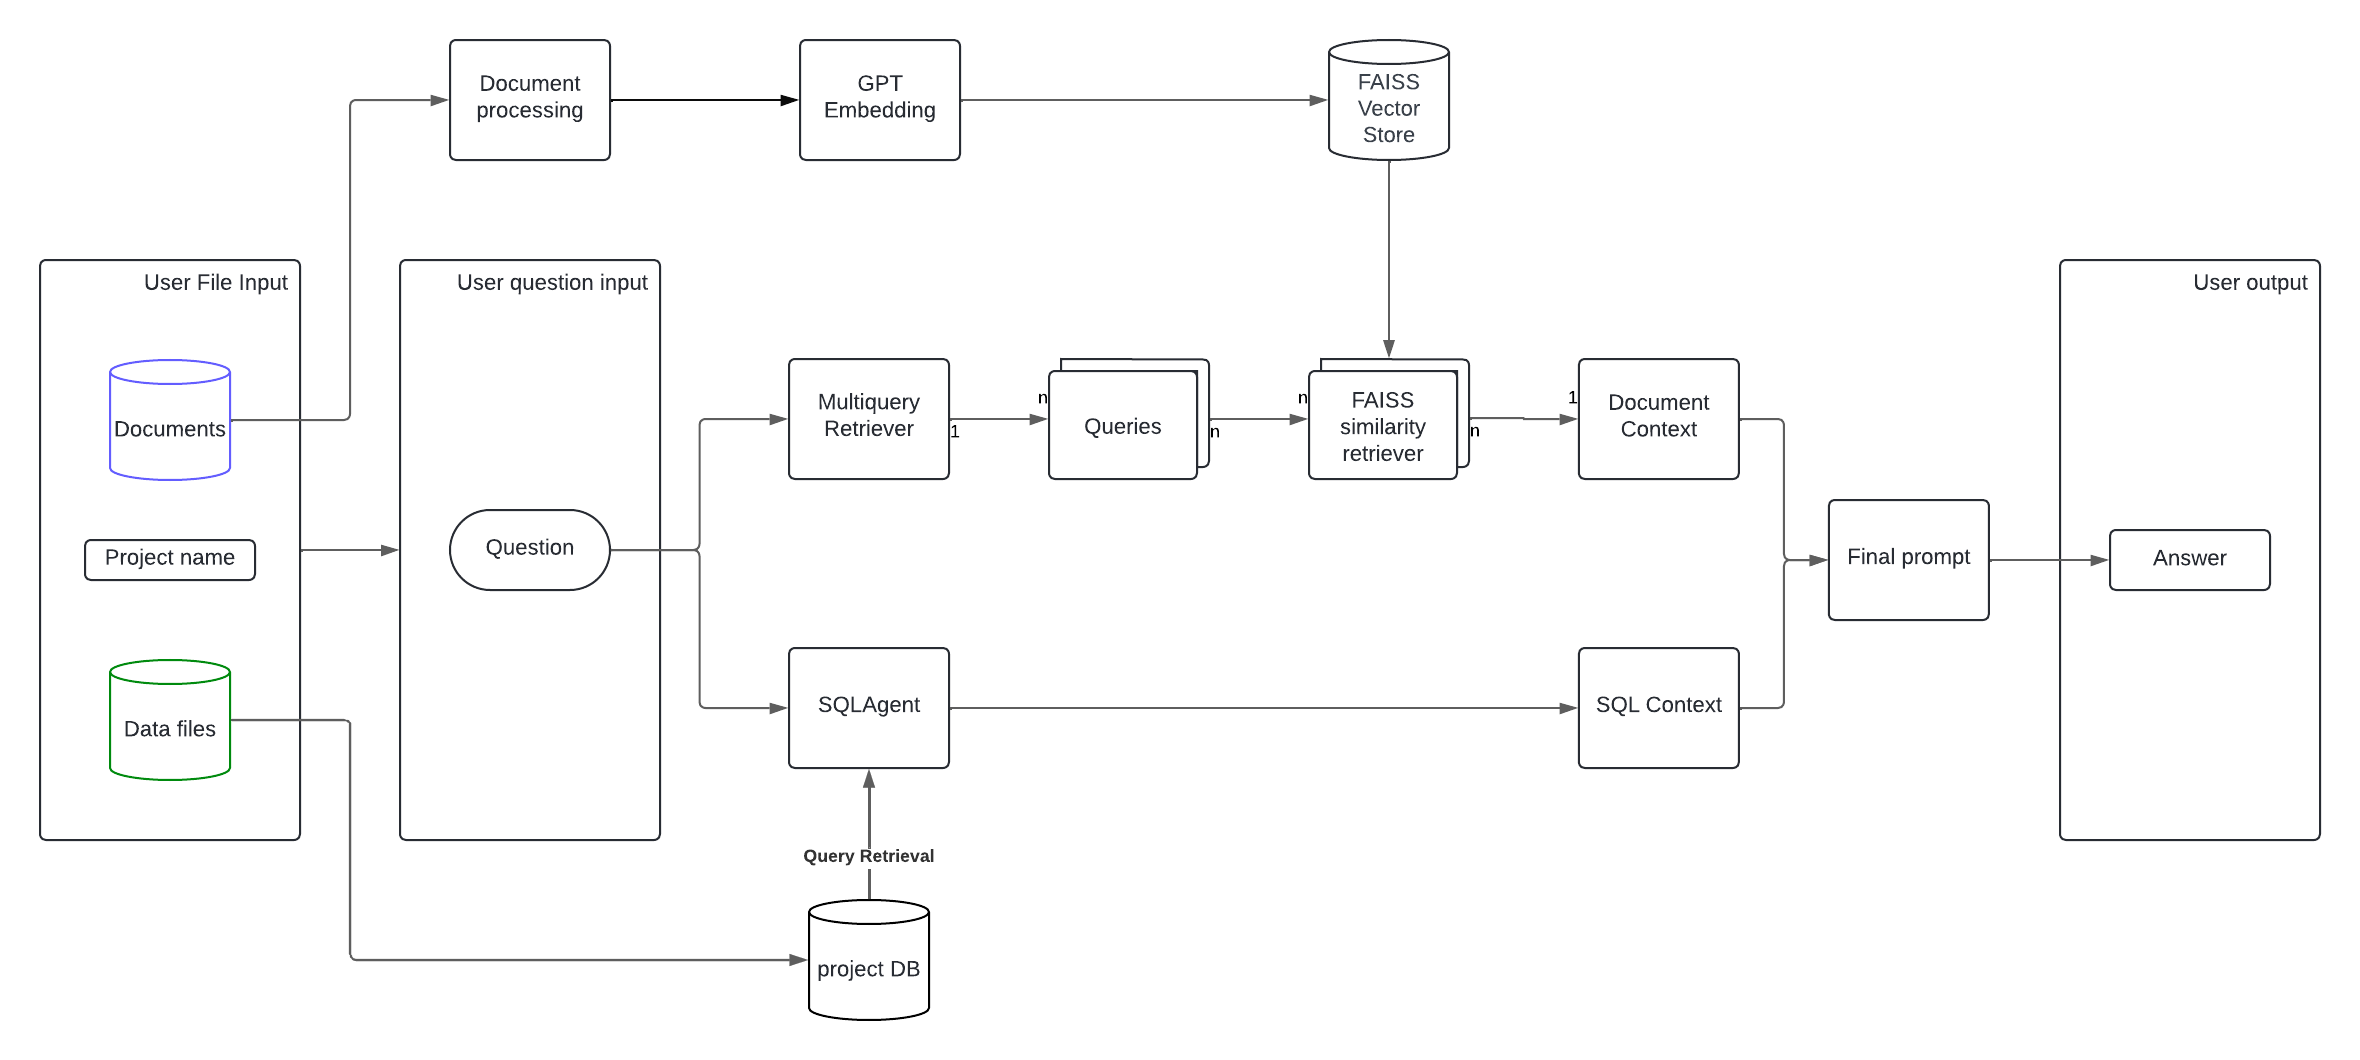 Document
processing
GPT
Embedding
FAISS
Vector
Store
User File Input
User question input
User output
Documents
Project name
Data files
Question
Multiquery
Retriever
1
n
Queries
n
n
FAISS
similarity
retriever
n
1
Document
Context
Final prompt
Answer
SQLAgent
SQL Context
Query Retrieval
project DB